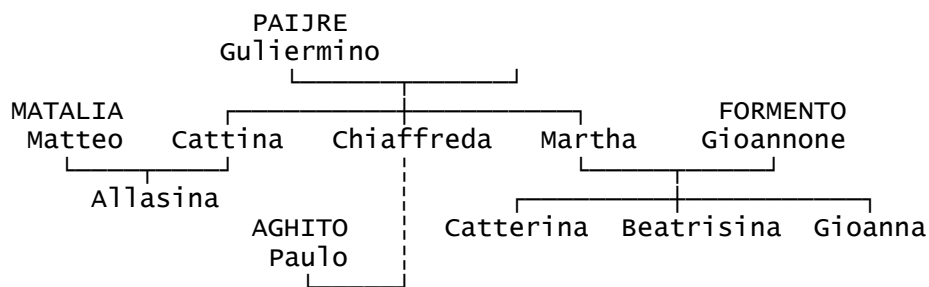 PAIJRE
Guliermino
MATALIA FORMENTO
Matteo Cattina Chiaffreda Martha Gioannone
Allasina
AGHITO Catterina Beatrisina Gioanna
Paulo